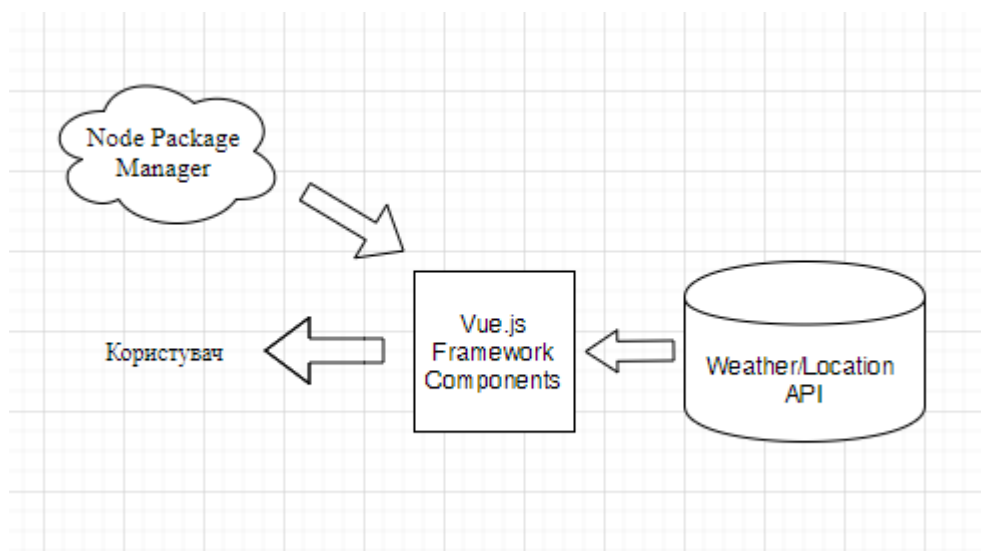 Node Package
Manager
Vue.js
Framework
Components
Користувач
Weather/Location
API